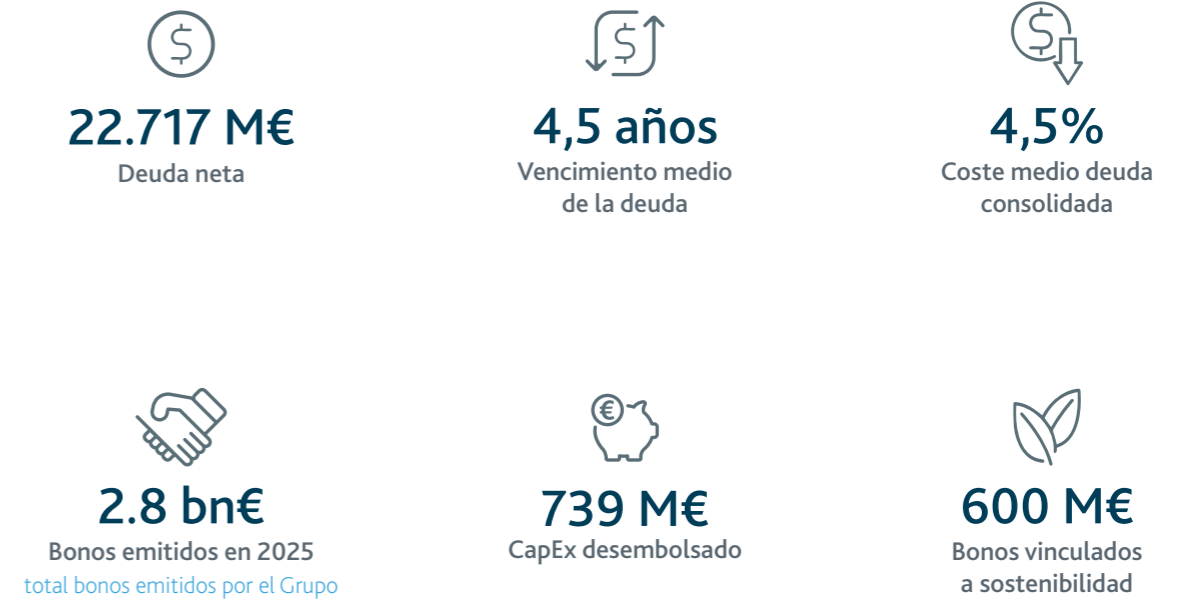 22.717 M€
Deuda neta
4,5 años
Vencimiento medio
de la deuda
4,5%
Coste medio deuda
consolidada
2.8 bn€
Bonos emitidos en 2025
total bonos emitidos por el Grupo
739 M€
CapEx desembolsado
600 M€
Bonos vinculados
a sostenibilidad